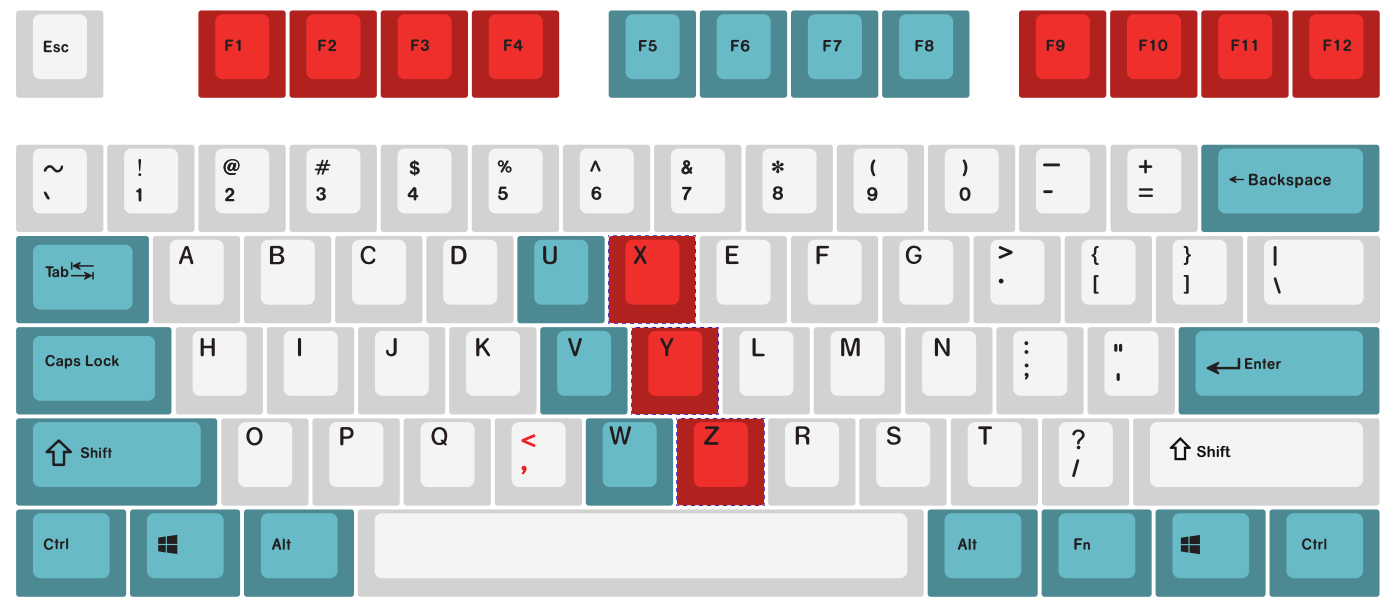 Esc F1 F2 F3 F4 F5 F6 F7 F8 F9 F10 F11 F12
~ ! @ # $ % ^ & * ( ) — +
` 1 2 3 4 5 6 7 8 9 0 - = ← Backspace
Tab A B C D U X E F G > { } |
. [ ] \
Caps Lock H I J K V Y L M N : " Enter
; '
Shift O P Q < W Z R S T ? Shift
, /
Ctrl Alt Alt Fn Ctrl